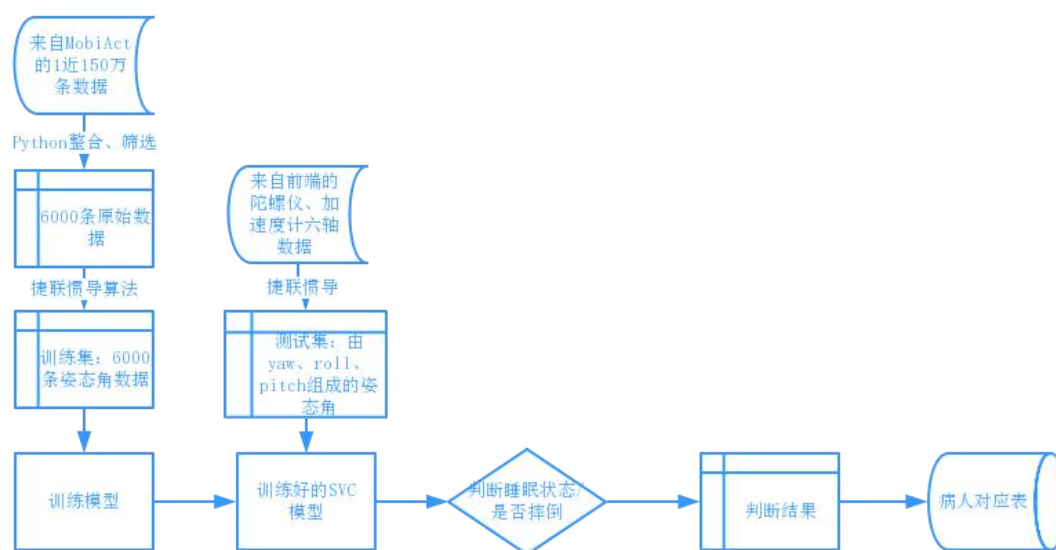 来自MobiAct
的1近150万
条数据
Python整合、筛选
6000条原始数
据
捷联惯导算法
训练集：6000
条姿态角数据
训练模型
来自前端的
陀螺仪、加
速度计六轴
数据
捷联惯导
测试集：由
yaw、roll、
pitch组成的姿
态角
训练好的SVC
模型
判断睡眠状态/
是否摔倒
判断结果
病人对应表